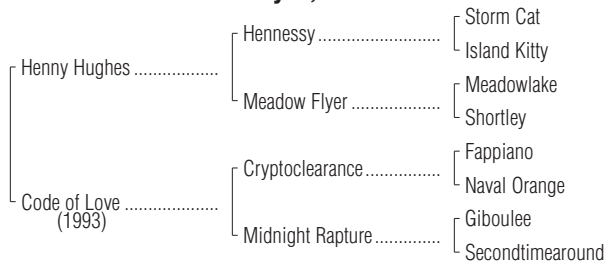 Storm Cat
Hennessy ..........................
Island Kitty
Henny Hughes ..................
Meadowlake
Meadow Flyer ...................
Shortley
Fappiano
Cryptoclearance................
Naval Orange
Code of Love ....................
(1993)
Giboulee
Midnight Rapture..............
Secondtimearound